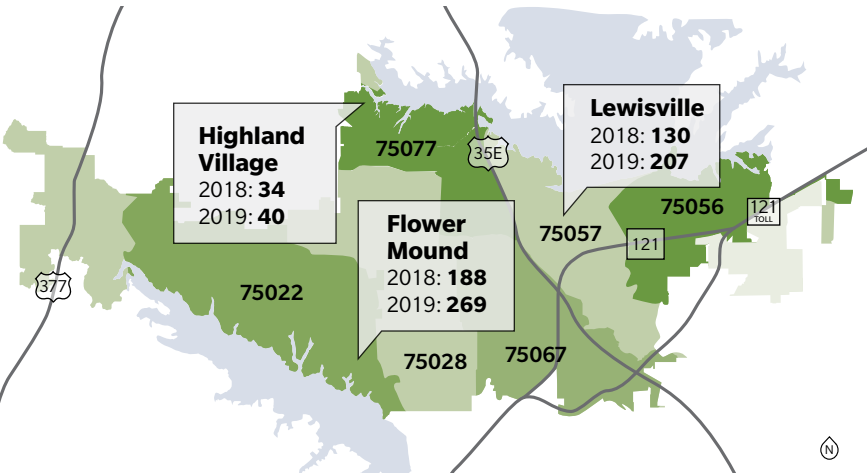 Highland
Village
2018: 34
2019: 40
75077
35E
Lewisville
2018: 130
2019: 207
75056
121
TOLL
75057
121
Flower
Mound
2018: 188
2019: 269
377
75022
75028
75067
N